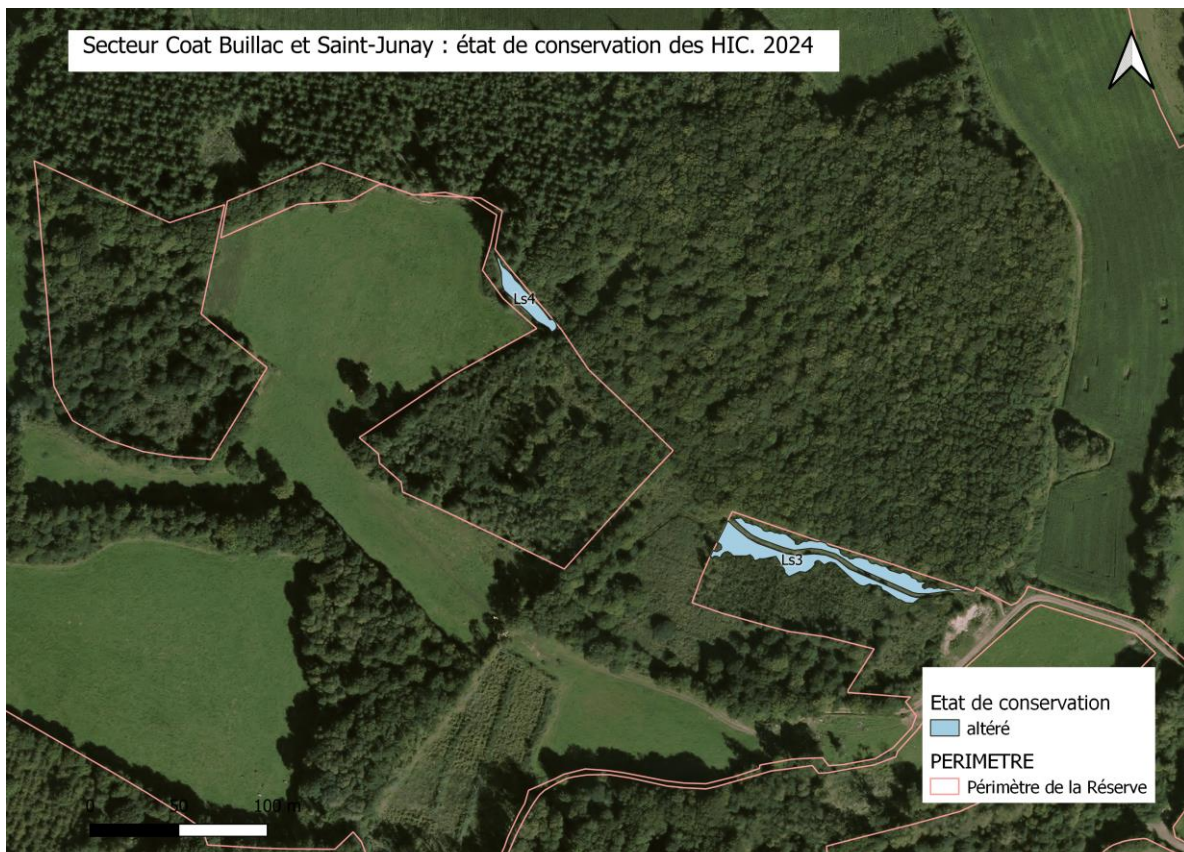 Secteur Coat Buillac et Saint-Junay : état de conservation des HIC. 2024
Ls4
Ls3
Etat de conservation
altéré
PERIMETRE
Périmètre de la Réserve
0 50 100 m